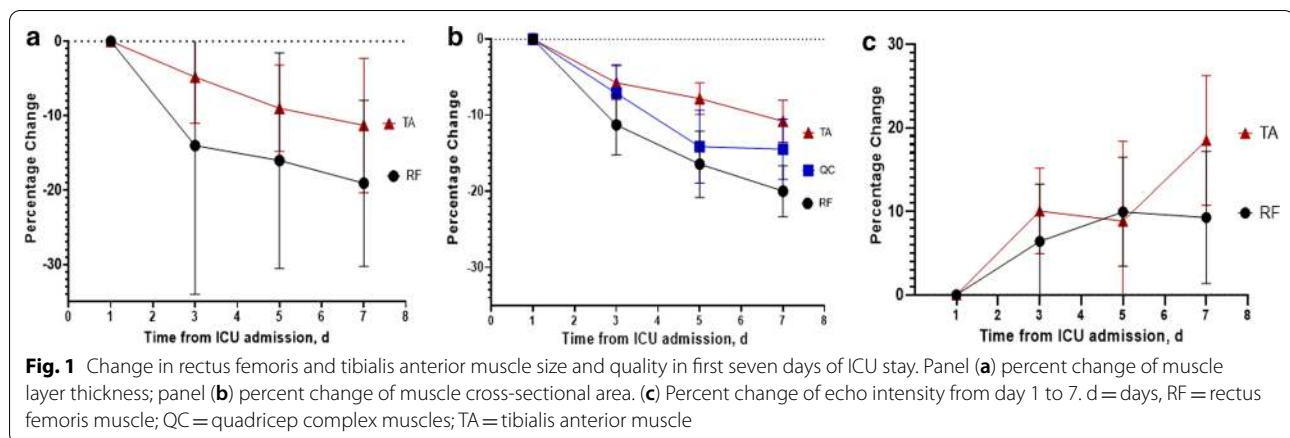 a
b
c
0
-10
-20
-30
Percentage Change
TA
RF
0 1 2 3 4 5 6 7 8
Time from ICU admission, d
0
-10
-20
-30
Percentage Change
TA
QC
RF
0 1 2 3 4 5 6 7 8
Time from ICU admission, d
30
20
10
0
Percentage Change
TA
RF
1 2 3 4 5 6 7 8
Time from ICU admission, d
Fig. 1 Change in rectus femoris and tibialis anterior muscle size and quality in first seven days of ICU stay. Panel (a) percent change of muscle
layer thickness; panel (b) percent change of muscle cross-sectional area. (c) Percent change of echo intensity from day 1 to 7. d = days, RF = rectus
femoris muscle; QC = quadricep complex muscles; TA = tibialis anterior muscle